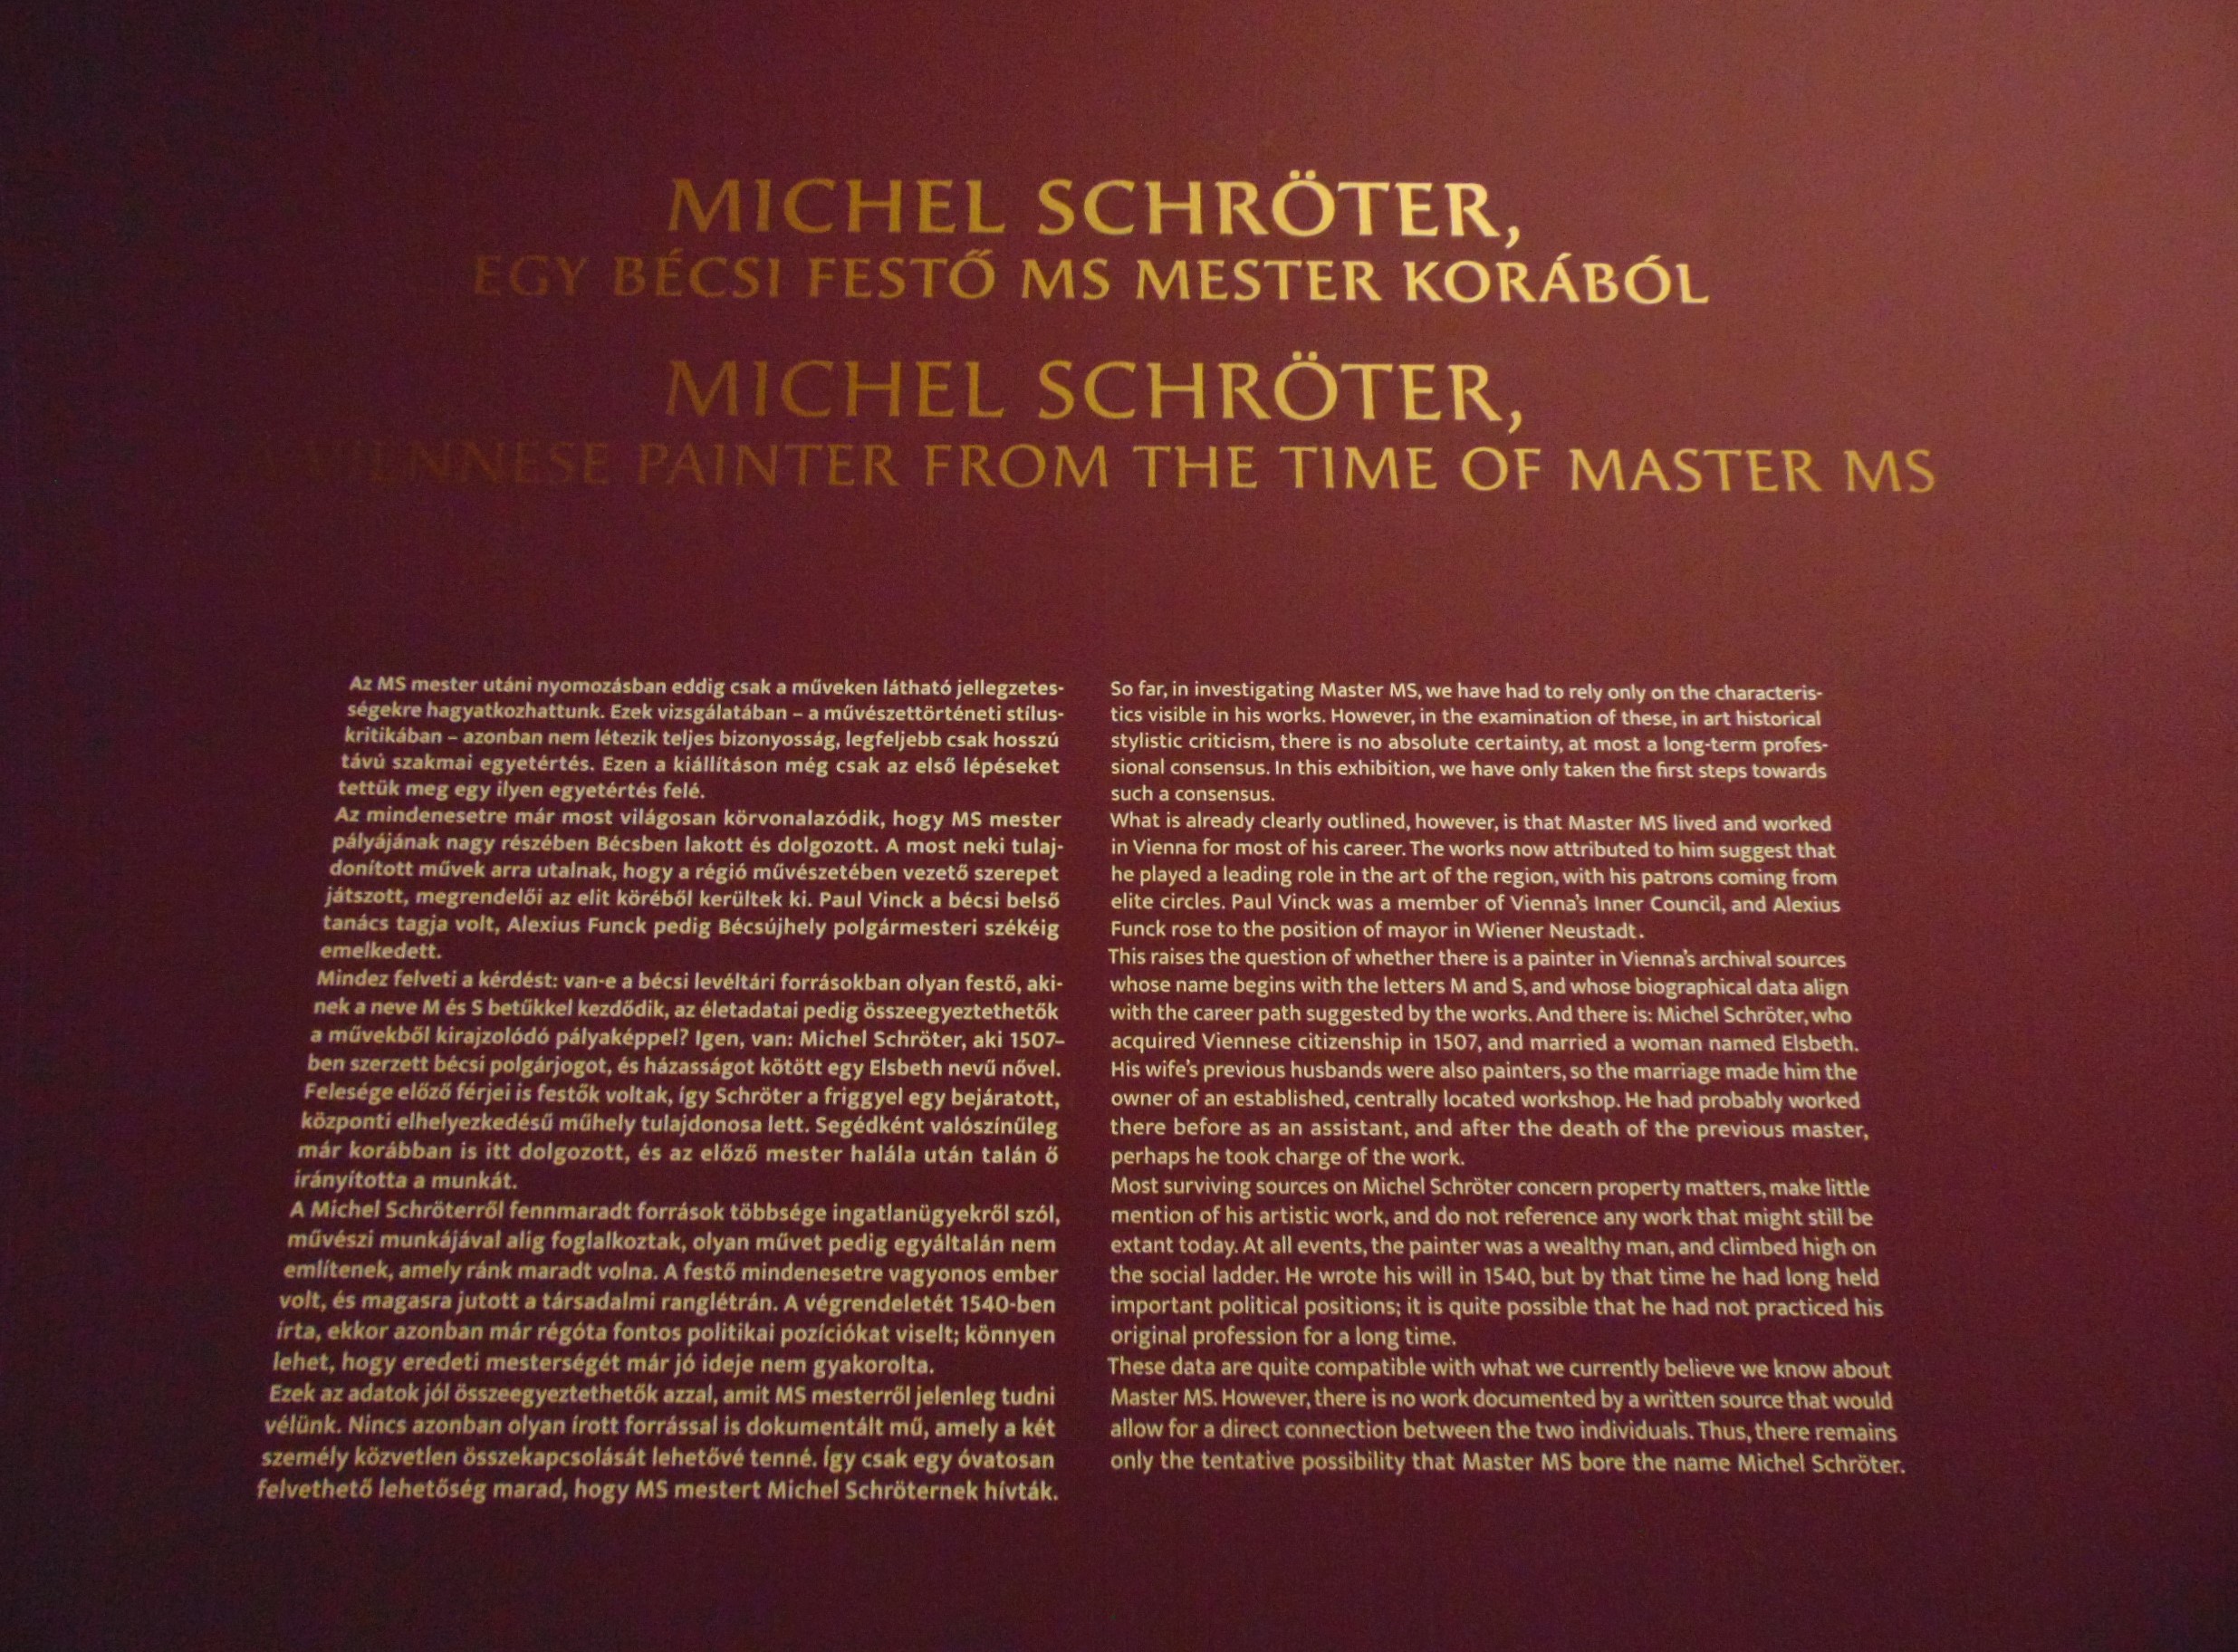 MICHEL SCHRÖTER,
EGY BÉCSI FESTŐ MS MESTER KORÁBÓL
MICHEL SCHRÖTER,
A VIENNESE PAINTER FROM THE TIME OF MASTER MS
Az MS mester utáni nyomozásban eddig csak a műveken látható jellegzetes-
ségekre hagyatkozhattunk. Ezek vizsgálatában – a művészettörténeti stílus-
kritikában – azonban nem létezik teljes bizonyosság, legfeljebb csak hosszú
távú szakmai egyetértés. Ezen a kiállításon még csak az első lépéseket
tettük meg egy ilyen egyetértés felé.
Az mindenesetre már most világosan körvonalazódik, hogy MS mester
pályájának nagy részében Bécsben lakott és dolgozott. A most neki tulaj-
donított művek arra utalnak, hogy a régió művészetében vezető szerepet
játszott, megrendelői az elit köréből kerültek ki. Paul Vinck a bécsi belső
tanács tagja volt, Alexius Funck pedig Bécsújhely polgármesteri székéig
emelkedett.
Mindez felveti a kérdést: van-e a bécsi levéltári forrásokban olyan festő, aki-
nek a neve M és S betűkkel kezdődik, az életadatai pedig összeegyeztethetők
a művekből kirajzolódó pályaképpel? Igen, van: Michel Schröter, aki 1507-
ben szerzett bécsi polgárjogot, és házasságot kötött egy Elsbeth nevű nővel.
Felesége előző férjei is festők voltak, így Schröter a friggyel egy bejáratott,
központi elhelyezkedésű műhely tulajdonosa lett. Segédként valószínűleg
már korábban is itt dolgozott, és az előző mester halála után talán ő
irányította a munkát.
A Michel Schröterről fennmaradt források többsége ingatlanügyekről szól,
művészi munkájával alig foglalkoztak, olyan művet pedig egyáltalán nem
említenek, amely ránk maradt volna. A festő mindenesetre vagyonos ember
volt, és magasra jutott a társadalmi ranglétrán. A végrendeletét 1540-ben
írta, ekkor azonban már régóta fontos politikai pozíciókat viselt; könnyen
lehet, hogy eredeti mesterségét már jó ideje nem gyakorolta.
Ezek az adatok jól összeegyeztethetők azzal, amit MS mesterről jelenleg tudni
vélünk. Nincs azonban olyan írott forrással is dokumentált mű, amely a két
személy közvetlen összekapcsolását lehetővé tenné. Így csak egy óvatosan
felvethető lehetőség marad, hogy MS mestert Michel Schröternek hívták.
So far, in investigating Master MS, we have had to rely only on the characteris-
tics visible in his works. However, in the examination of these, in art historical
stylistic criticism, there is no absolute certainty, at most a long-term profes-
sional consensus. In this exhibition, we have only taken the first steps towards
such a consensus.
What is already clearly outlined, however, is that Master MS lived and worked
in Vienna for most of his career. The works now attributed to him suggest that
he played a leading role in the art of the region, with his patrons coming from
elite circles. Paul Vinck was a member of Vienna's Inner Council, and Alexius
Funck rose to the position of mayor in Wiener Neustadt.
This raises the question of whether there is a painter in Vienna's archival sources
whose name begins with the letters M and S, and whose biographical data align
with the career path suggested by the works. And there is: Michel Schröter, who
acquired Viennese citizenship in 1507, and married a woman named Elsbeth.
His wife's previous husbands were also painters, so the marriage made him the
owner of an established, centrally located workshop. He had probably worked
there before as an assistant, and after the death of the previous master,
perhaps he took charge of the work.
Most surviving sources on Michel Schröter concern property matters, make little
mention of his artistic work, and do not reference any work that might still be
extant today. At all events, the painter was a wealthy man, and climbed high on
the social ladder. He wrote his will in 1540, but by that time he had long held
important political positions; it is quite possible that he had not practiced his
original profession for a long time.
These data are quite compatible with what we currently believe we know about
Master MS. However, there is no work documented by a written source that would
allow for a direct connection between the two individuals. Thus, there remains
only the tentative possibility that Master MS bore the name Michel Schröter.